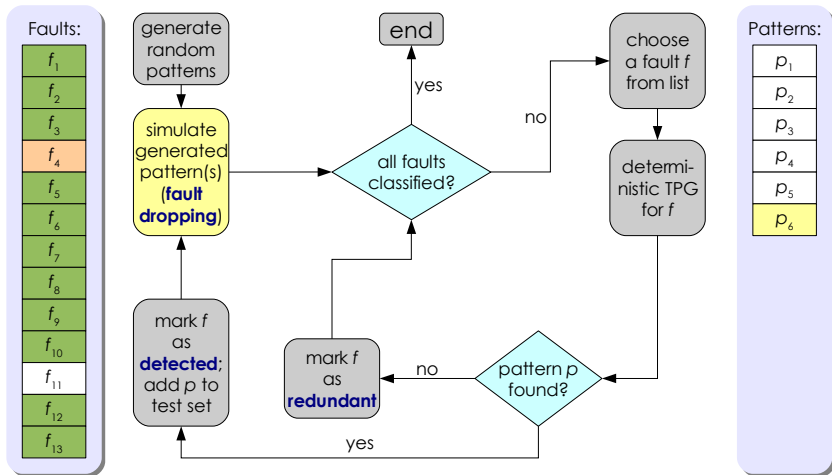 Faults:
f1
f2
f3
f4
f5
f6
f7
f8
f9
f10
f11
f12
f13
generate
random
patterns
simulate
generated
pattern(s)
(fault
dropping)
mark f
as
detected;
add p to
test set
end
yes
all faults
classified?
no
mark f
as
redundant
no
pattern p
found?
yes
choose
a fault f
from list
determini-
nistic TPG
for f
Patterns:
p1
p2
p3
p4
p5
p6